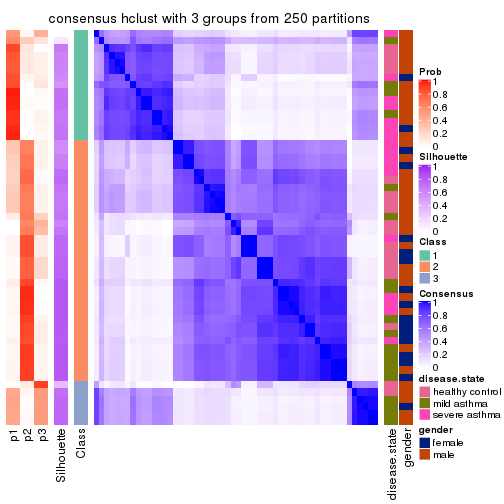 consensus hclust with 3 groups from 250 partitions
Prob
1
0.8
0.6
0.4
0.2
0
Silhouette
1
0.8
0.6
0.4
0.2
0
Class
1
2
3
Consensus
1
0.8
0.6
0.4
0.2
0
disease.state
healthy control
mild asthma
severe asthma
gender
female
male
p1
p2
p3
Silhouette
Class
disease.state
gender